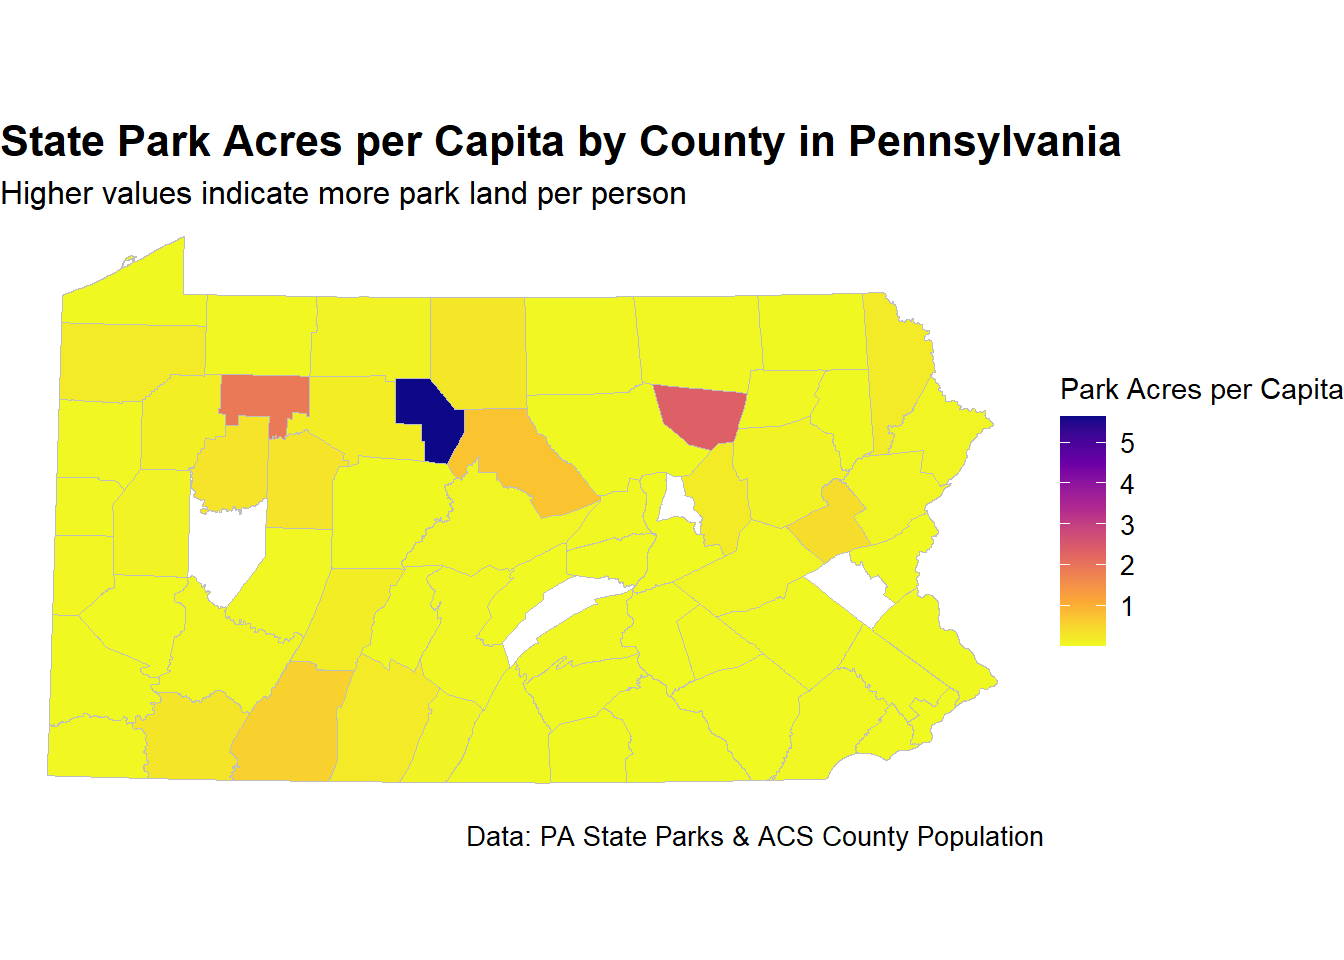 State Park Acres per Capita by County in Pennsylvania
Higher values indicate more park land per person
Park Acres per Capita
5
4
3
2
1
Data: PA State Parks & ACS County Population